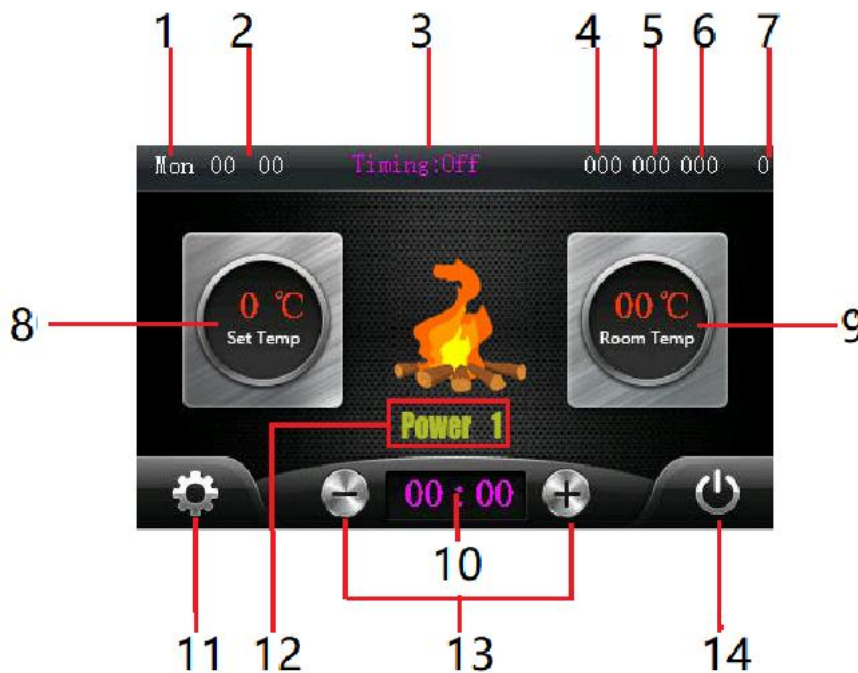 1 2 3 4 5 6 7
Mon 00 00 Timing:Off 000 000 000 0
0 ℃ 00 ℃
8 Set Temp Room Temp 9
Power 1
− 00 : 00 +
10
11 12 13 14